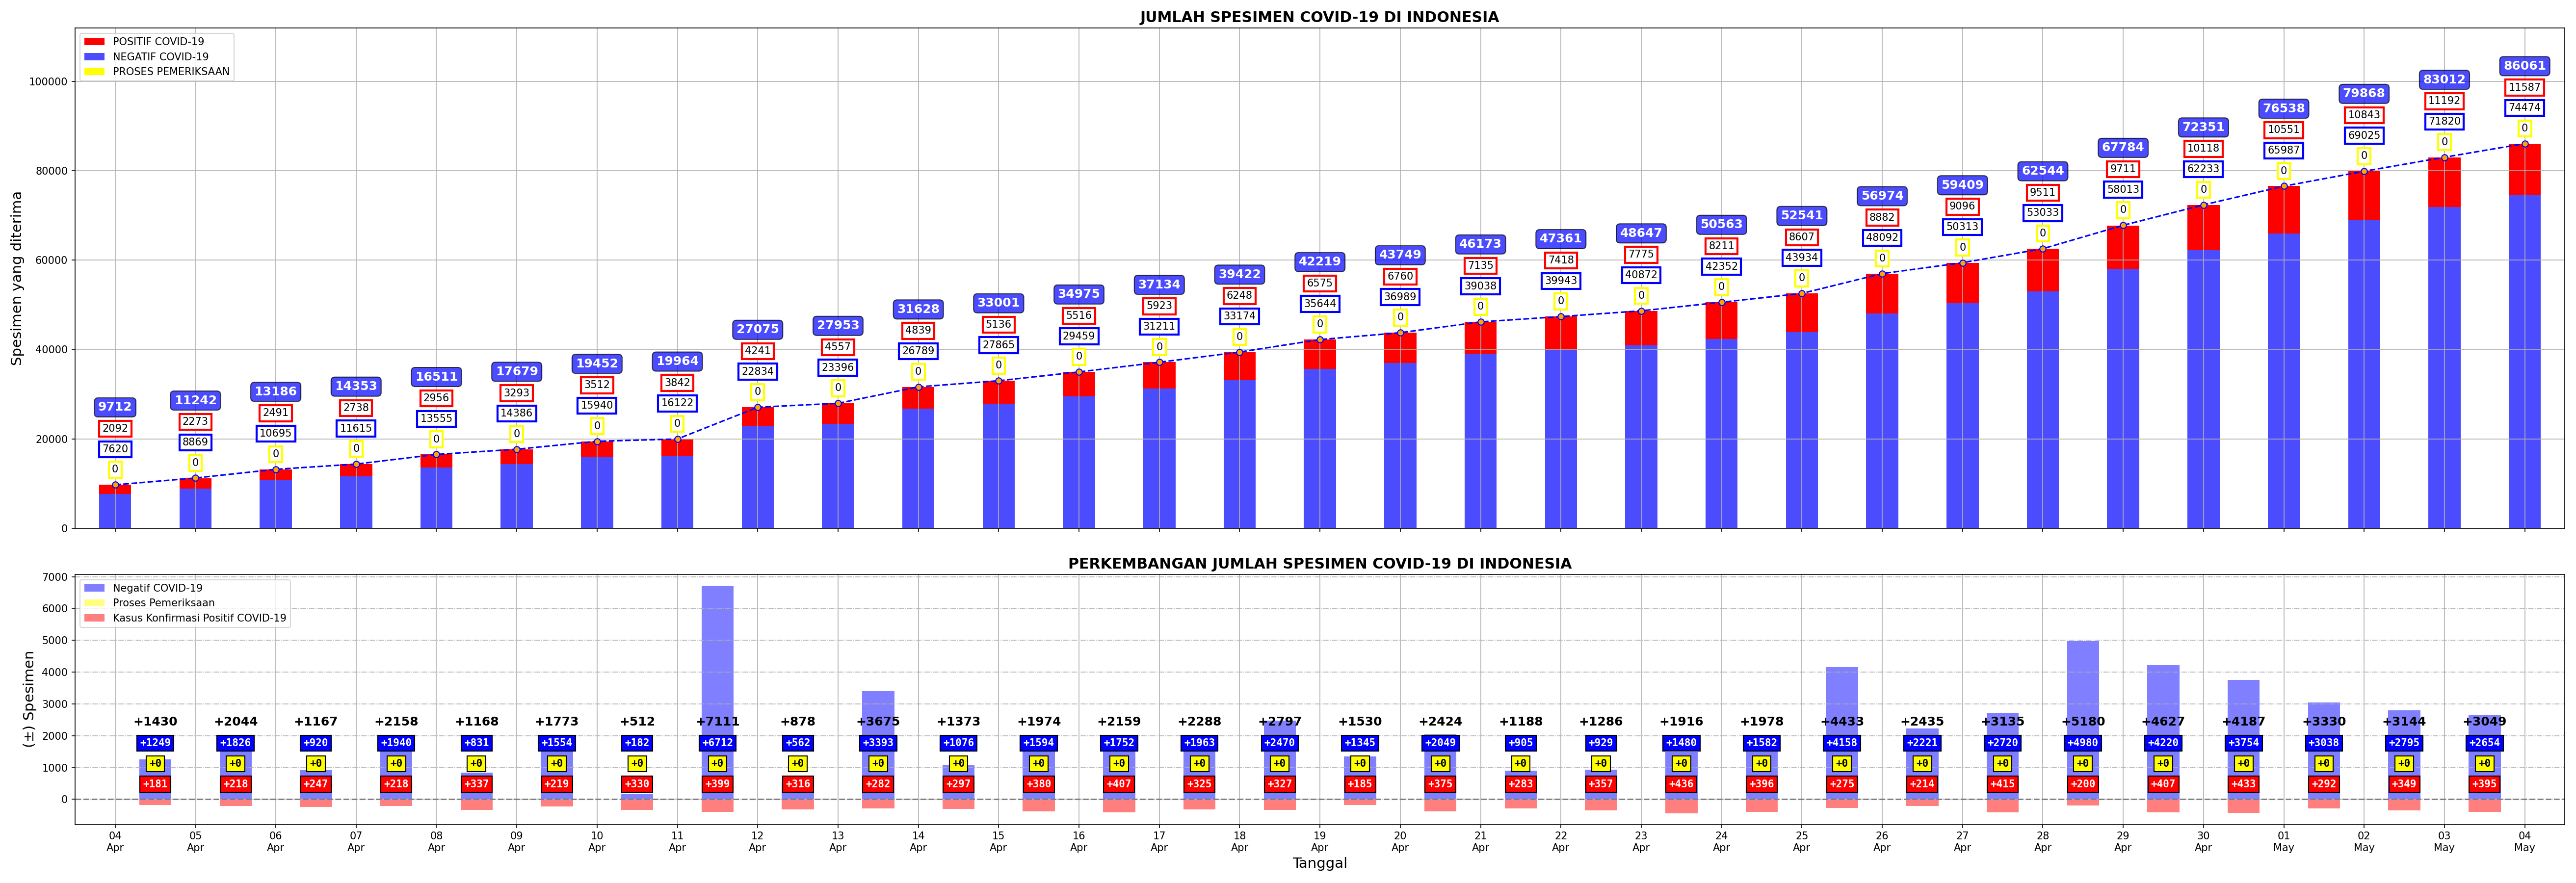 JUMLAH SPESIMEN COVID-19 DI INDONESIA
POSITIF COVID-19
NEGATIF COVID-19
PROSES PEMERIKSAAN
Spesimen yang diterima
100000
80000
60000
40000
20000
0
9712 11242 13186 14353 16511 17679 19452 19964 27075 27953 31628 33001 34975 37134 39422 42219 43749 46173 47361 48647 50563 52541 56974 59409 62544 67784 72351 76538 79868 83012 86061
2092 2273 2491 2738 2956 3293 3512 3842 4241 4557 4839 5136 5516 5923 6248 6575 6760 7135 7418 7775 8211 8607 8882 9096 9511 9711 10118 10551 10843 11192 11587
7620 8869 10695 11615 13555 14386 15940 16122 22834 23396 26789 27865 29459 31211 33174 35644 36989 39038 39943 40872 42352 43934 48092 50313 53033 58013 62233 65987 69025 71820 74474
0 0 0 0 0 0 0 0 0 0 0 0 0 0 0 0 0 0 0 0 0 0 0 0 0 0 0 0 0 0 0
PERKEMBANGAN JUMLAH SPESIMEN COVID-19 DI INDONESIA
Negatif COVID-19
Proses Pemeriksaan
Kasus Konfirmasi Positif COVID-19
(±) Spesimen
7000
6000
5000
4000
3000
2000
1000
0
+1430 +2044 +1167 +2158 +1168 +1773 +512 +7111 +878 +3675 +1373 +1974 +2159 +2288 +2797 +1530 +2424 +1188 +1286 +1916 +1978 +4433 +2435 +3135 +5180 +4627 +4187 +3330 +3144 +3049
+1249 +1826 +920 +1940 +831 +1554 +182 +6712 +562 +3393 +1076 +1594 +1752 +1963 +2470 +1345 +2049 +905 +929 +1480 +1582 +4158 +2221 +2720 +4980 +4220 +3754 +3038 +2795 +2654
+0 +0 +0 +0 +0 +0 +0 +0 +0 +0 +0 +0 +0 +0 +0 +0 +0 +0 +0 +0 +0 +0 +0 +0 +0 +0 +0 +0 +0 +0
+181 +218 +247 +218 +337 +219 +330 +399 +316 +282 +297 +380 +407 +325 +327 +185 +375 +283 +357 +436 +396 +275 +214 +415 +200 +407 +433 +292 +349 +395
04 05 06 07 08 09 10 11 12 13 14 15 16 17 18 19 20 21 22 23 24 25 26 27 28 29 30 01 02 03 04
Apr Apr Apr Apr Apr Apr Apr Apr Apr Apr Apr Apr Apr Apr Apr Apr Apr Apr Apr Apr Apr Apr Apr Apr Apr Apr Apr May May May May
Tanggal